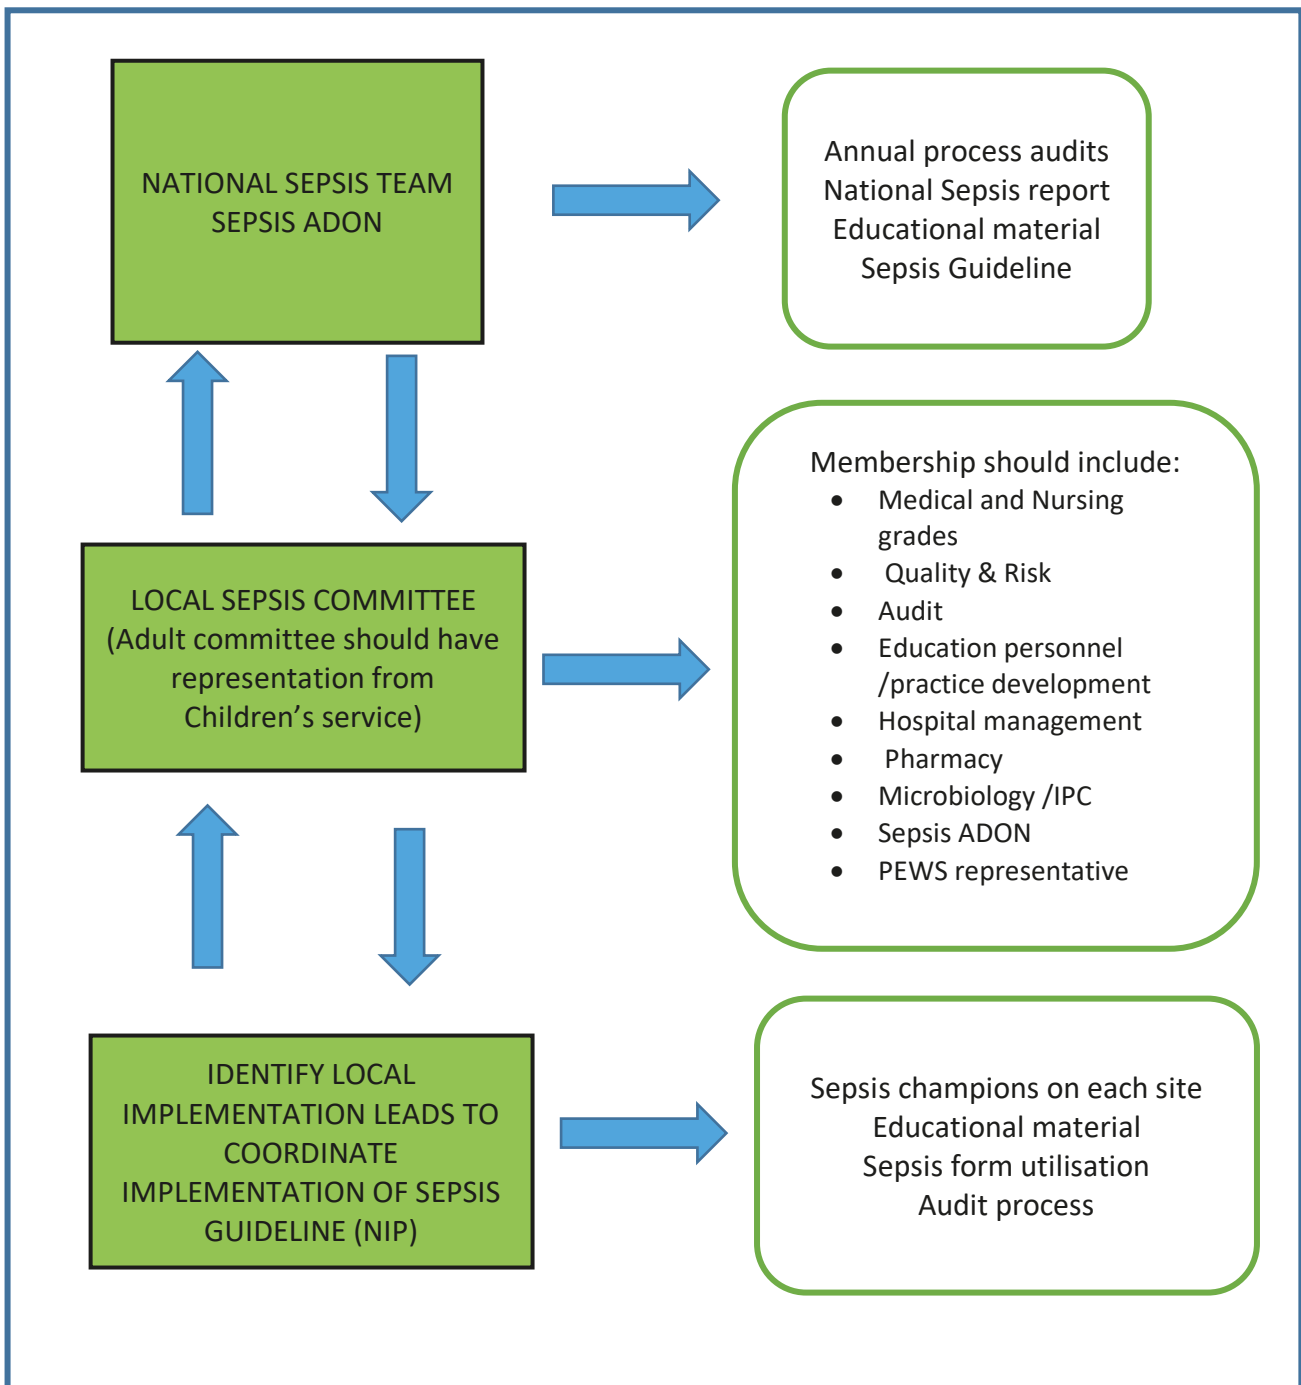 NATIONAL SEPSIS TEAM
SEPSIS ADON
Annual process audits
National Sepsis report
Educational material
Sepsis Guideline
LOCAL SEPSIS COMMITTEE
(Adult committee should have
representation from
Children’s service)
Membership should include:
• Medical and Nursing
grades
• Quality & Risk
• Audit
• Education personnel
/practice development
• Hospital management
• Pharmacy
• Microbiology /IPC
• Sepsis ADON
• PEWS representative
IDENTIFY LOCAL
IMPLEMENTATION LEADS TO
COORDINATE
IMPLEMENTATION OF SEPSIS
GUIDELINE (NIP)
Sepsis champions on each site
Educational material
Sepsis form utilisation
Audit process